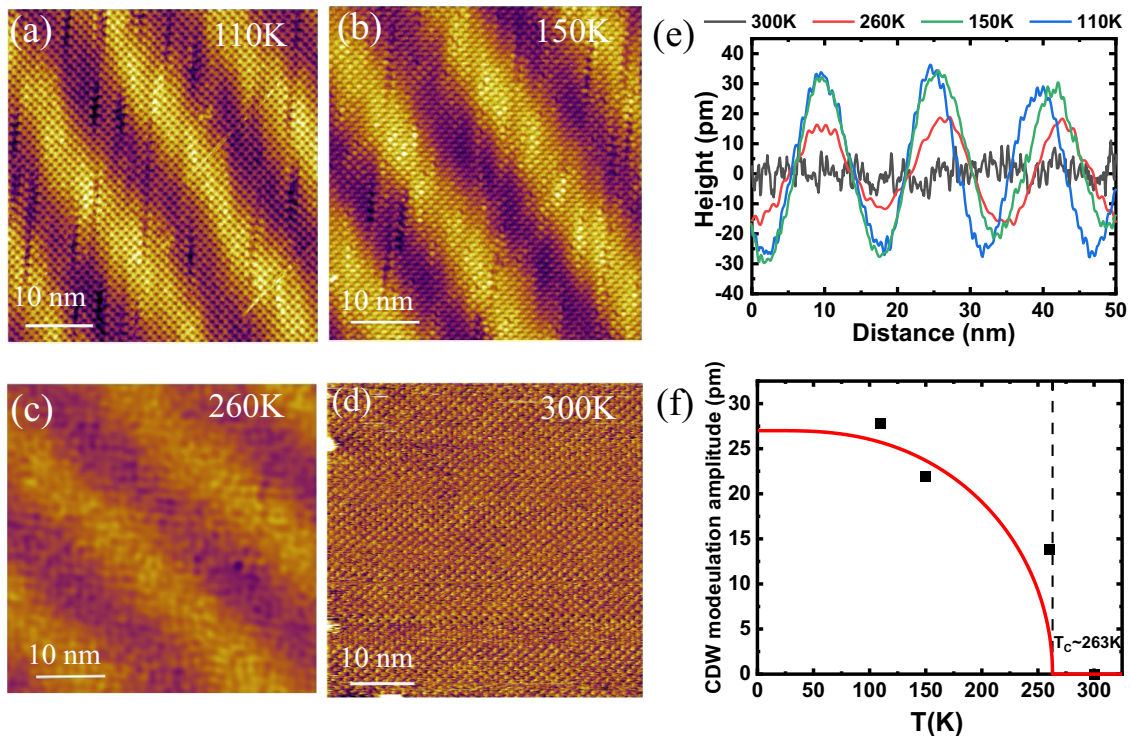 (a) 110K
10 nm
(b) 150K
10 nm
(c) 260K
10 nm
(d) 300K
10 nm
(e)
300K 260K 150K 110K
Height (pm)
40
30
20
10
0
-10
-20
-30
-40
0 10 20 30 40 50
Distance (nm)
(f)
CDW modeulation amplitude (pm)
30
25
20
15
10
5
0
T_C~263K
0 50 100 150 200 250 300
T(K)